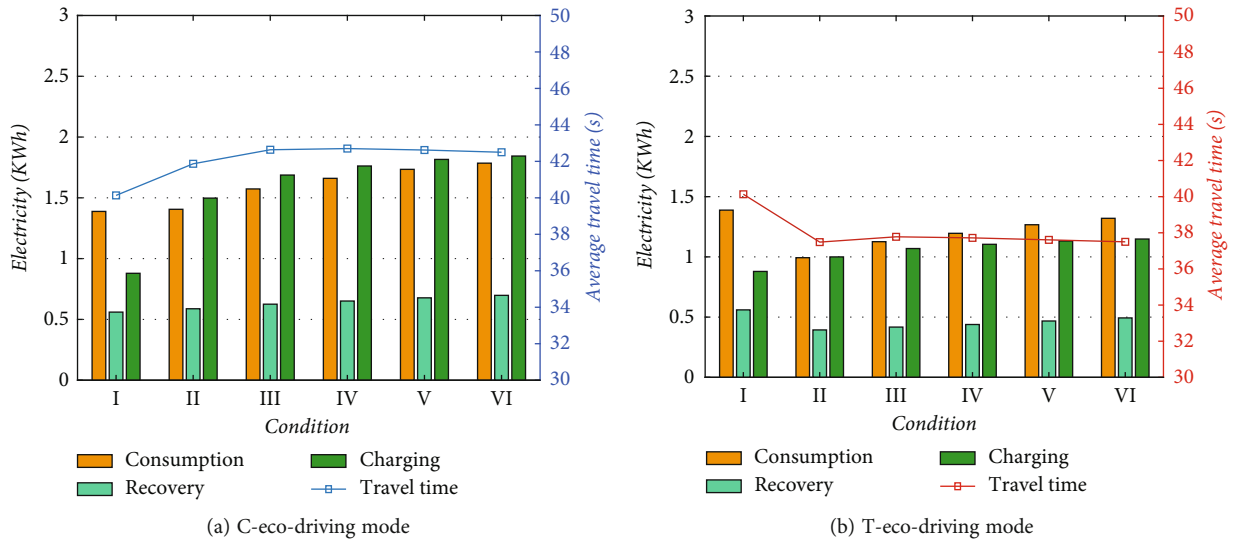 3
2.5
2
1.5
1
0.5
0
Electricity (KWh)
50
48
46
44
42
40
38
36
34
32
30
Average travel time (s)
I II III IV V VI
Condition
Consumption
Charging
Recovery
Travel time
(a) C-eco-driving mode
3
2.5
2
1.5
1
0.5
0
Electricity (KWh)
50
48
46
44
42
40
38
36
34
32
30
Average travel time (s)
I II III IV V VI
Condition
Consumption
Charging
Recovery
Travel time
(b) T-eco-driving mode